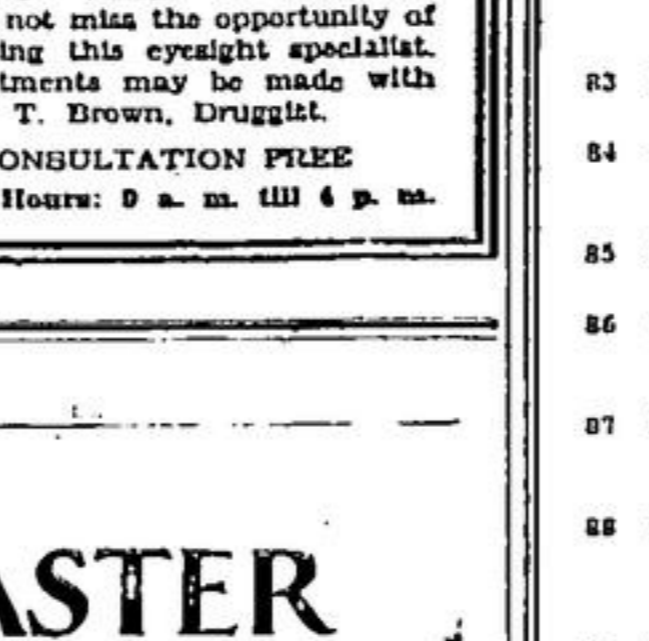 not miss the opportunity of
ing this eyesight specialist.
tments may be made with
T. Brown, Druggist.
ONSULTATION FREE
Hours: 9 a. m. till 6 p. m.
ASTER
83
84
85
86
87
88